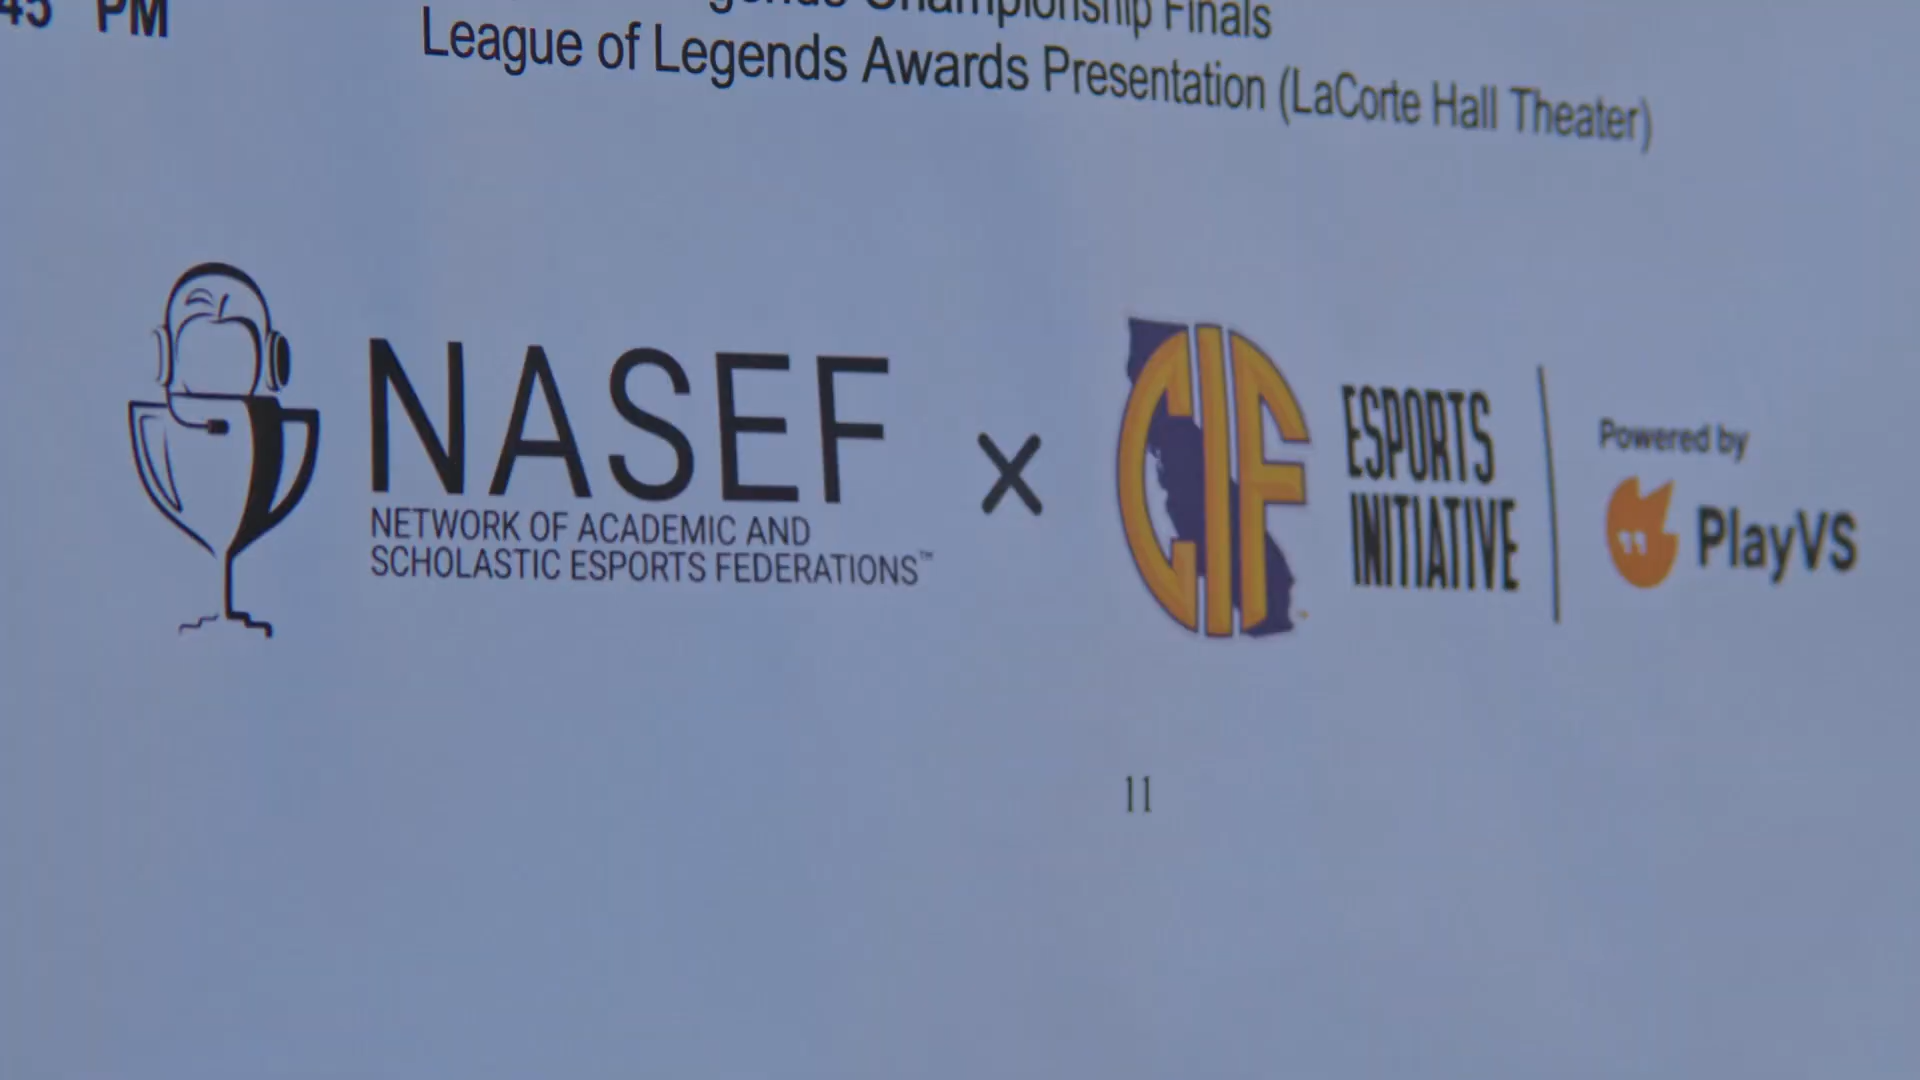 45 PM
Championship Finals
League of Legends Awards Presentation (LaCorte Hall Theater)
NASEF
NETWORK OF ACADEMIC AND
SCHOLASTIC ESPORTS FEDERATIONS™
×
CIF
ESPORTS
INITIATIVE
Powered by
PlayVS
11